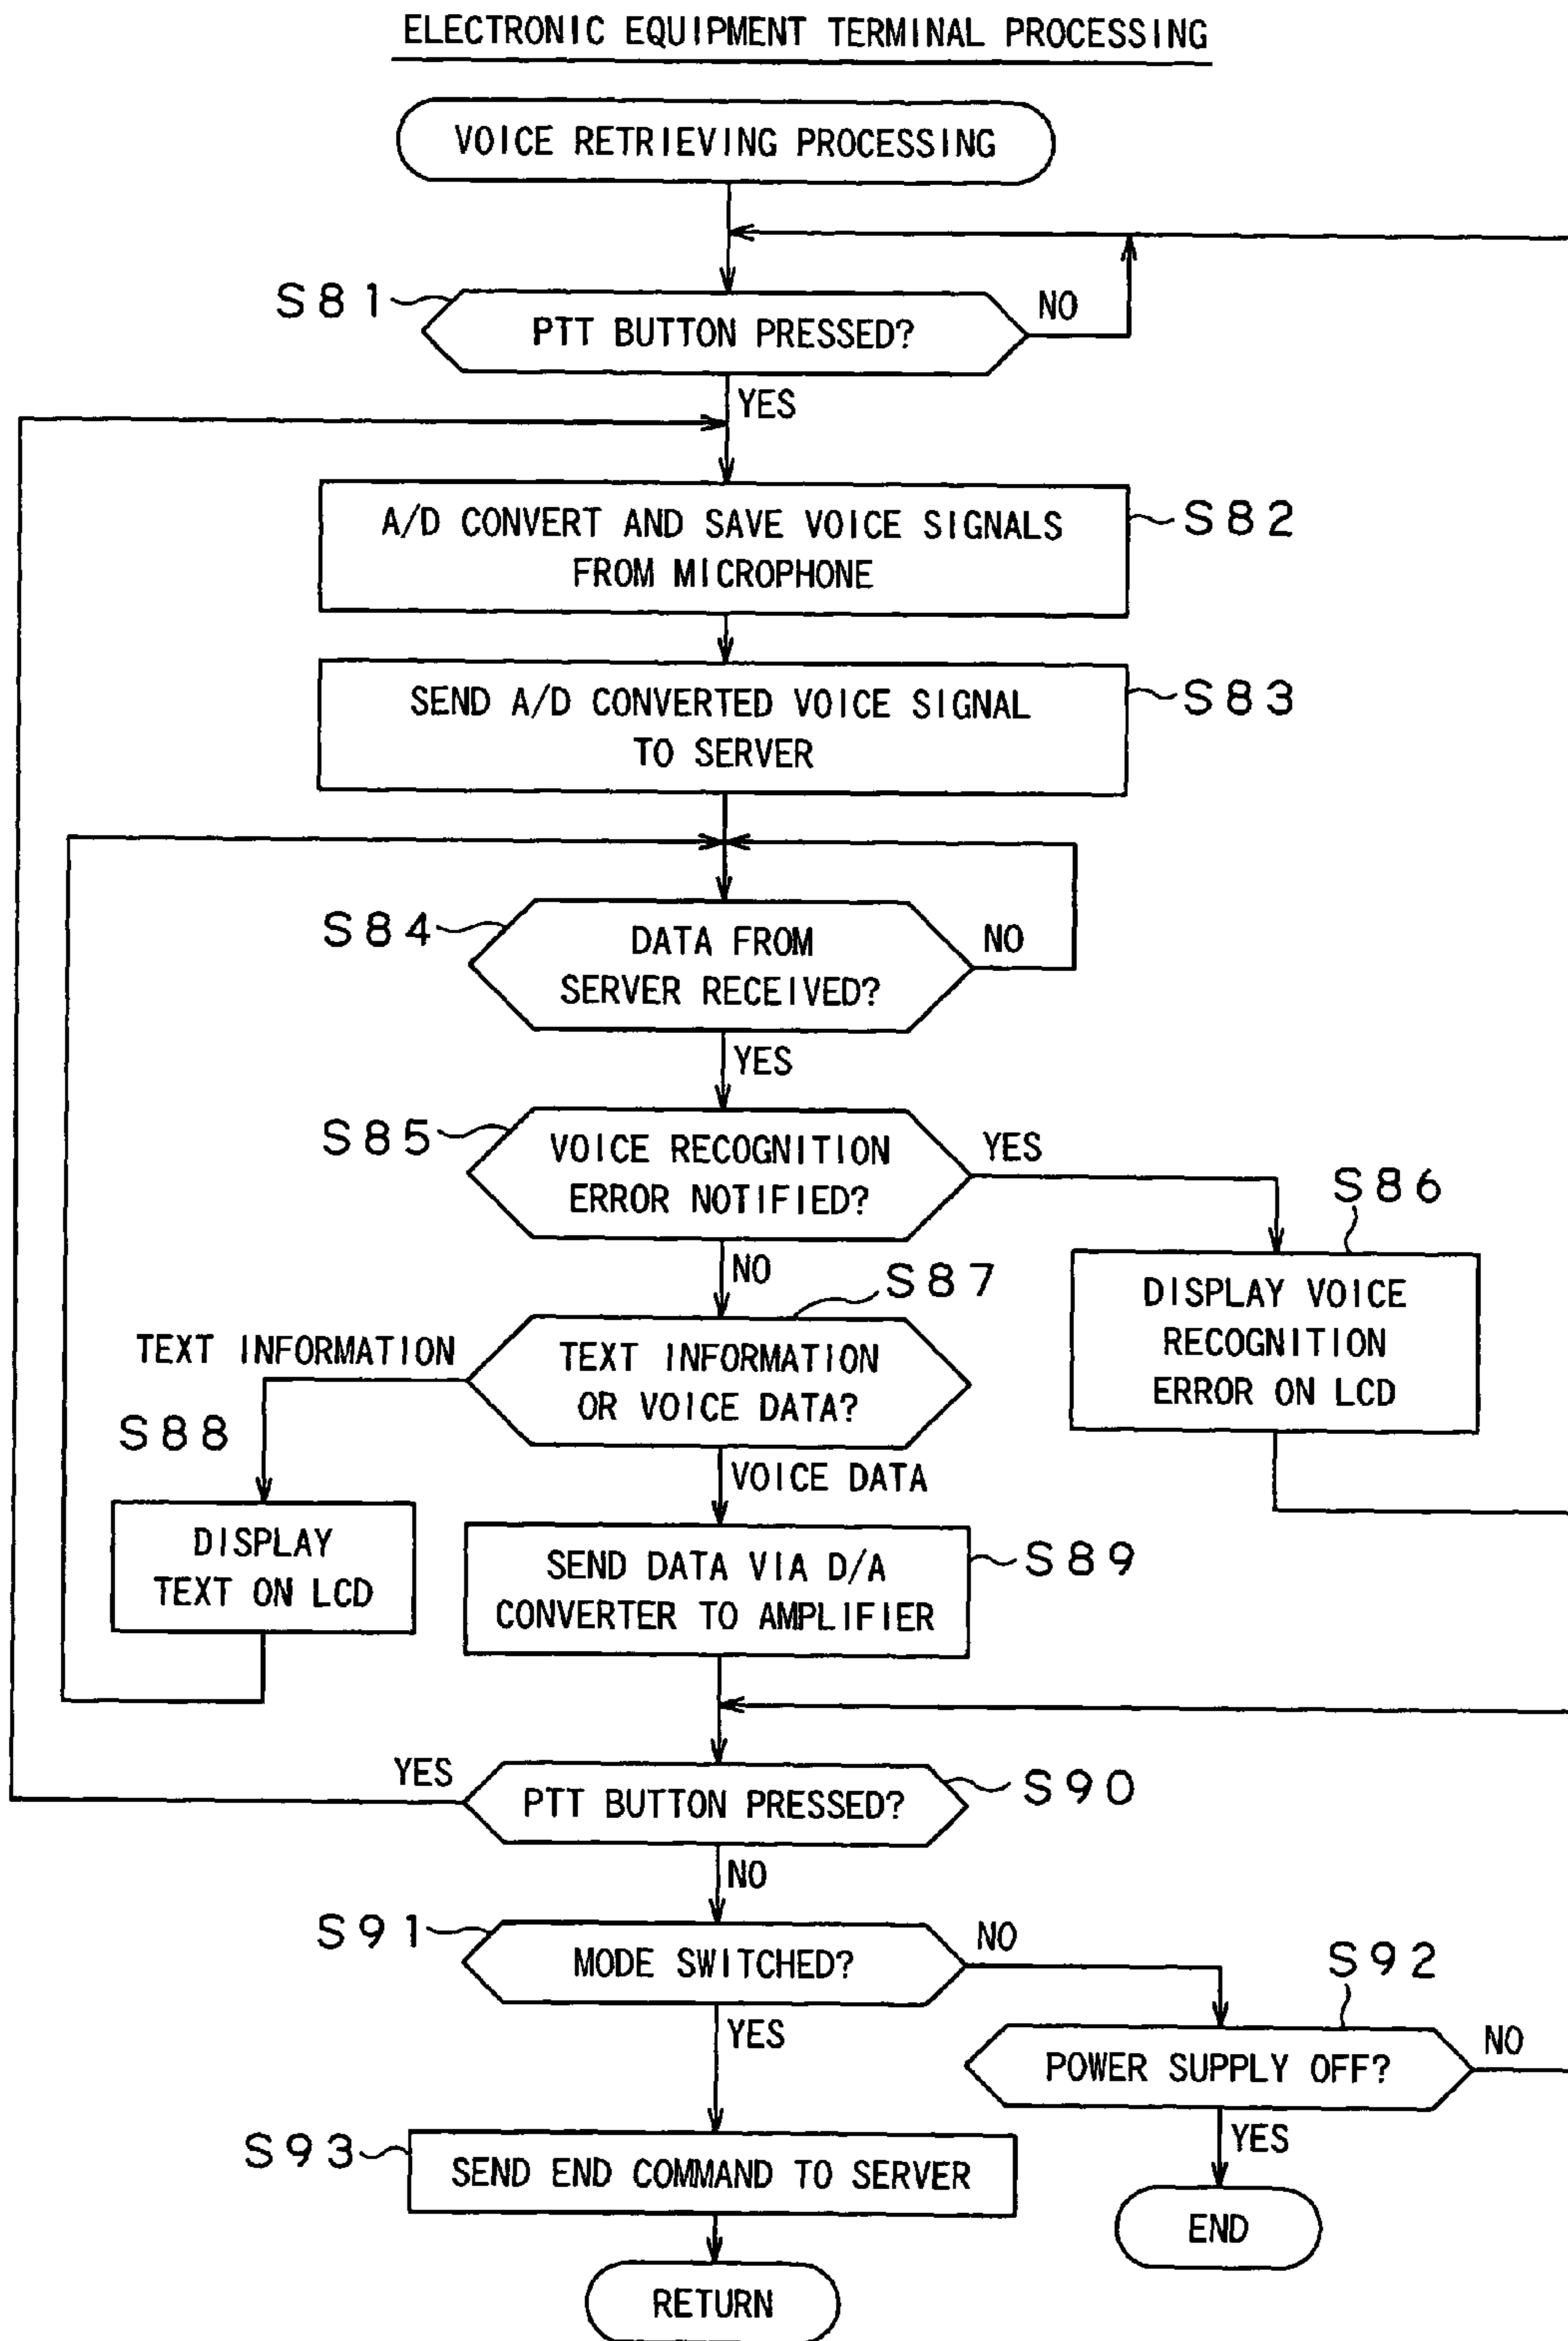 ELECTRONIC EQUIPMENT TERMINAL PROCESSING
VOICE RETRIEVING PROCESSING
S81
PTT BUTTON PRESSED?
NO
YES
A/D CONVERT AND SAVE VOICE SIGNALS
FROM MICROPHONE
S82
SEND A/D CONVERTED VOICE SIGNAL
TO SERVER
S83
S84
DATA FROM
SERVER RECEIVED?
NO
YES
S85
VOICE RECOGNITION
ERROR NOTIFIED?
YES
NO
S86
DISPLAY VOICE
RECOGNITION
ERROR ON LCD
S87
TEXT INFORMATION
OR VOICE DATA?
TEXT INFORMATION
S88
DISPLAY
TEXT ON LCD
VOICE DATA
SEND DATA VIA D/A
CONVERTER TO AMPLIFIER
S89
YES
PTT BUTTON PRESSED?
S90
NO
S91
MODE SWITCHED?
NO
YES
S92
POWER SUPPLY OFF?
NO
YES
END
S93
SEND END COMMAND TO SERVER
RETURN